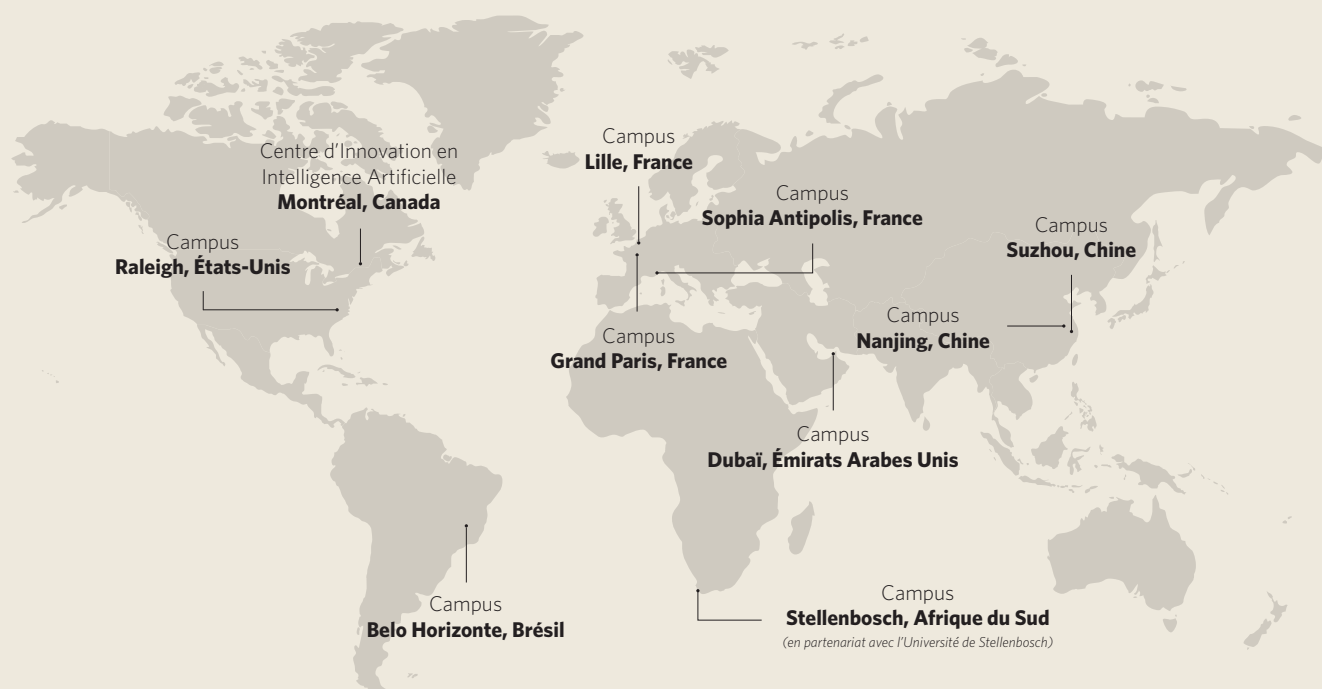 Campus
Lille, France
Centre d’Innovation en
Intelligence Artificielle
Montréal, Canada
Campus
Sophia Antipolis, France
Campus
Suzhou, Chine
Campus
Raleigh, États-Unis
Campus
Nanjing, Chine
Campus
Grand Paris, France
Campus
Dubaï, Émirats Arabes Unis
Campus
Belo Horizonte, Brésil
Campus
Stellenbosch, Afrique du Sud
(en partenariat avec l’Université de Stellenbosch)